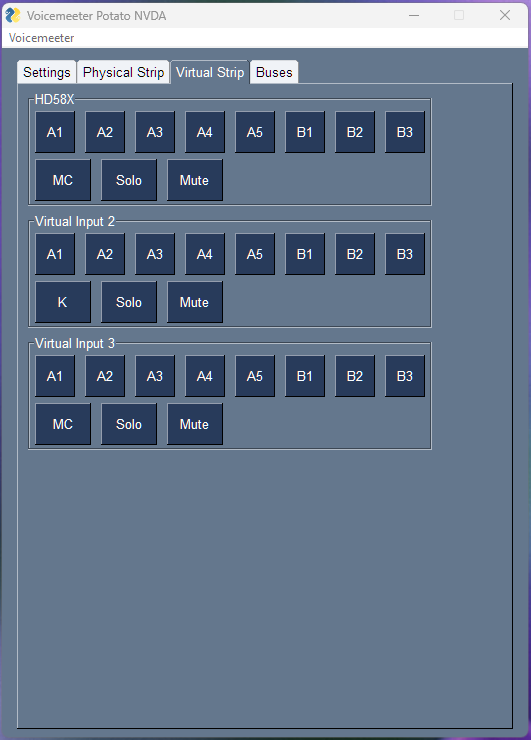 Voicemeeter Potato NVDA
Voicemeeter
Settings Physical Strip Virtual Strip Buses
HD58X
A1 A2 A3 A4 A5 B1 B2 B3
MC Solo Mute
Virtual Input 2
A1 A2 A3 A4 A5 B1 B2 B3
K Solo Mute
Virtual Input 3
A1 A2 A3 A4 A5 B1 B2 B3
MC Solo Mute